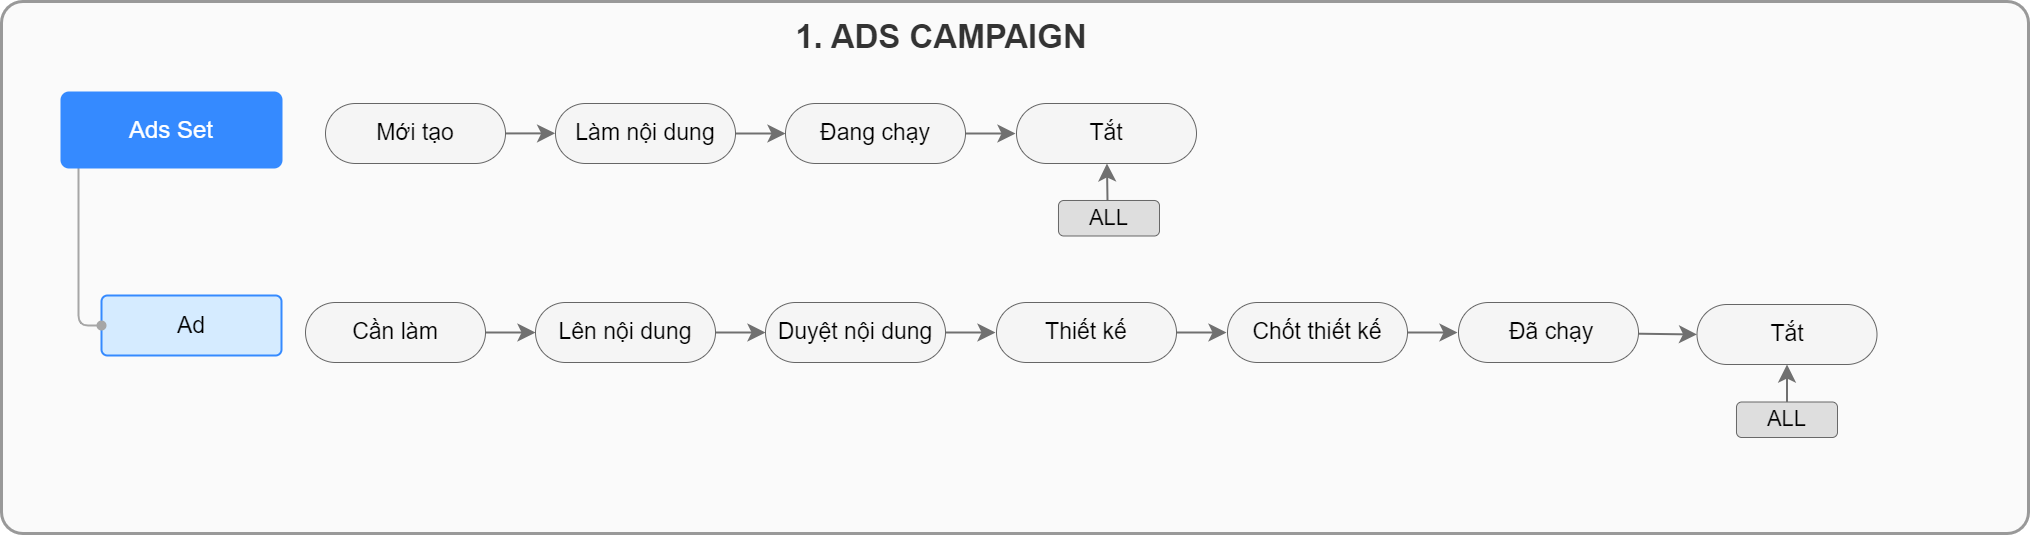 1. ADS CAMPAIGN
Ads Set
Mới tạo
Làm nội dung
Đang chạy
Tắt
ALL
Ad
Cần làm
Lên nội dung
Duyệt nội dung
Thiết kế
Chốt thiết kế
Đã chạy
Tắt
ALL